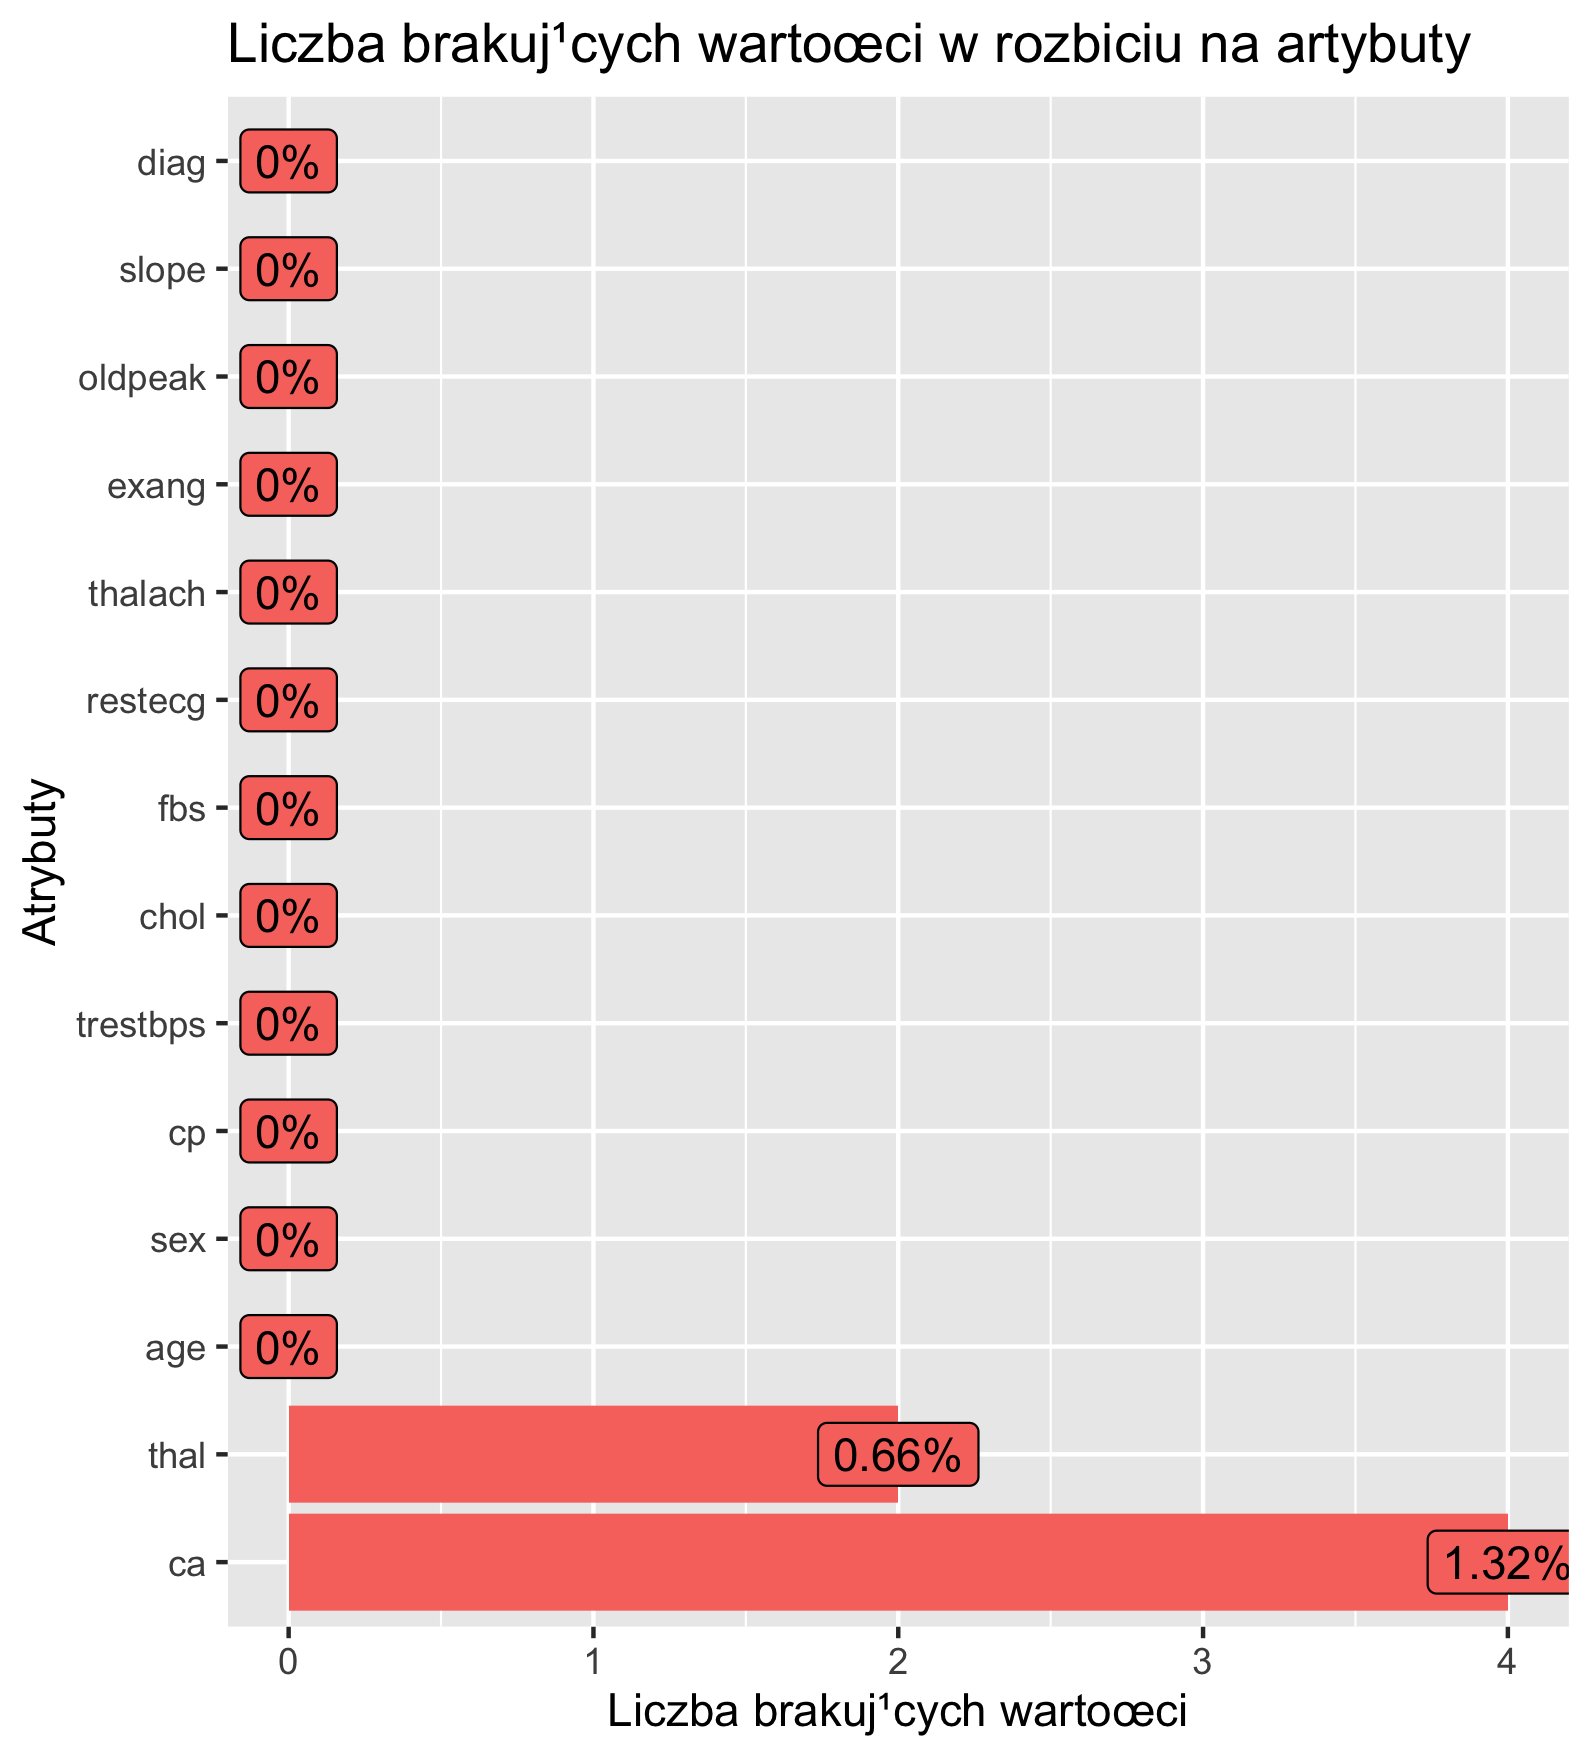 Liczba brakuj¹cych wartoœci w rozbiciu na artybuty
Atrybuty
diag 0%
slope 0%
oldpeak 0%
exang 0%
thalach 0%
restecg 0%
fbs 0%
chol 0%
trestbps 0%
cp 0%
sex 0%
age 0%
thal 0.66%
ca 1.32%
0 1 2 3 4
Liczba brakuj¹cych wartoœci